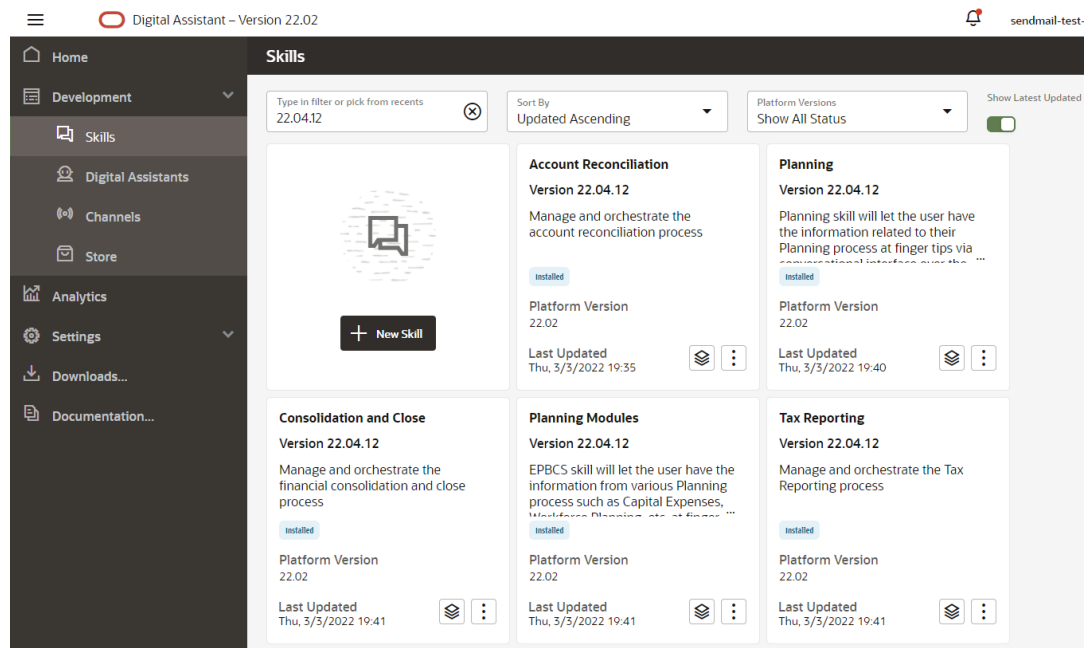 Digital Assistant – Version 22.02
sendmail-test-
Home
Development
Skills
Digital Assistants
Channels
Store
Analytics
Settings
Downloads...
Documentation...
Skills
Type in filter or pick from recents
22.04.12
Sort By
Updated Ascending
Platform Versions
Show All Status
Show Latest Updated
New Skill
Account Reconciliation
Version 22.04.12
Manage and orchestrate the
account reconciliation process
Installed
Platform Version
22.02
Last Updated
Thu, 3/3/2022 19:35
Planning
Version 22.04.12
Planning skill will let the user have
the information related to their
Planning process at finger tips via
conversational interface over the ...
Installed
Platform Version
22.02
Last Updated
Thu, 3/3/2022 19:40
Consolidation and Close
Version 22.04.12
Manage and orchestrate the
financial consolidation and close
process
Installed
Platform Version
22.02
Last Updated
Thu, 3/3/2022 19:41
Planning Modules
Version 22.04.12
EPBCS skill will let the user have the
information from various Planning
process such as Capital Expenses,
Workforce Planning, etc. at finger ...
Installed
Platform Version
22.02
Last Updated
Thu, 3/3/2022 19:41
Tax Reporting
Version 22.04.12
Manage and orchestrate the Tax
Reporting process
Installed
Platform Version
22.02
Last Updated
Thu, 3/3/2022 19:41